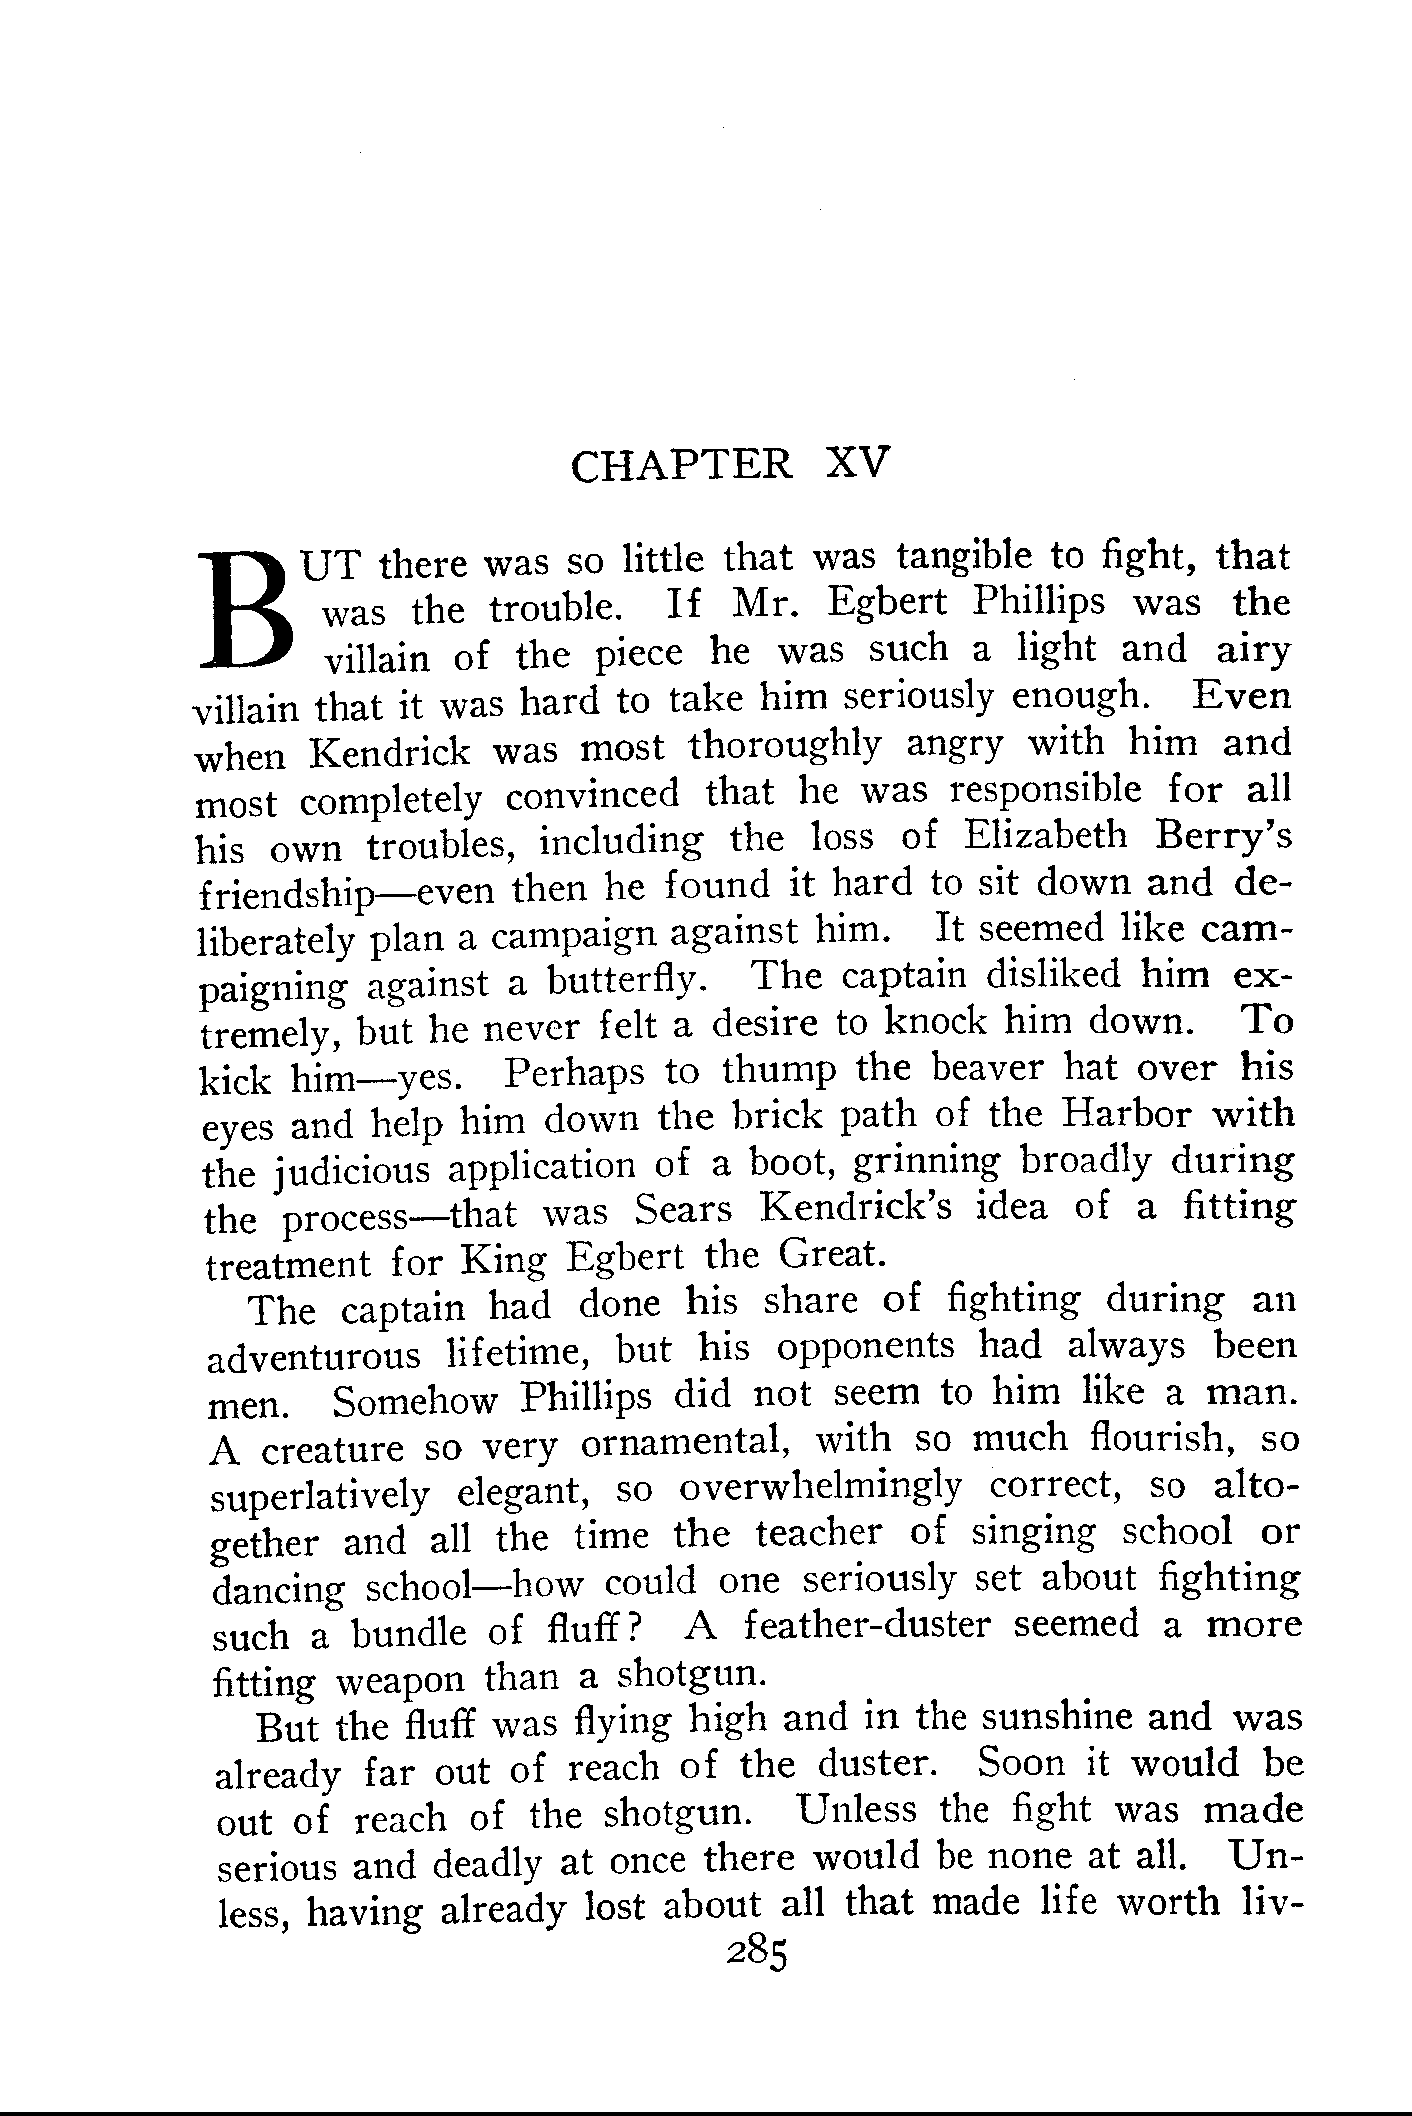 CHAPTER XV
BUT there was so little that was tangible to fight, that
was the trouble. If Mr. Egbert Phillips was the
villain of the piece he was such a light and airy
villain that it was hard to take him seriously enough. Even
when Kendrick was most thoroughly angry with him and
most completely convinced that he was responsible for all
his own troubles, including the loss of Elizabeth Berry's
friendship—even then he found it hard to sit down and de-
liberately plan a campaign against him. It seemed like cam-
paigning against a butterfly. The captain disliked him ex-
tremely, but he never felt a desire to knock him down. To
kick him—yes. Perhaps to thump the beaver hat over his
eyes and help him down the brick path of the Harbor with
the judicious application of a boot, grinning broadly during
the process—that was Sears Kendrick's idea of a fitting
treatment for King Egbert the Great.
The captain had done his share of fighting during an
adventurous lifetime, but his opponents had always been
men. Somehow Phillips did not seem to him like a man.
A creature so very ornamental, with so much flourish, so
superlatively elegant, so overwhelmingly correct, so alto-
gether and all the time the teacher of singing school or
dancing school—how could one seriously set about fighting
such a bundle of fluff? A feather-duster seemed a more
fitting weapon than a shotgun.
But the fluff was flying high and in the sunshine and was
already far out of reach of the duster. Soon it would be
out of reach of the shotgun. Unless the fight was made
serious and deadly at once there would be none at all. Un-
less, having already lost about all that made life worth liv-
285